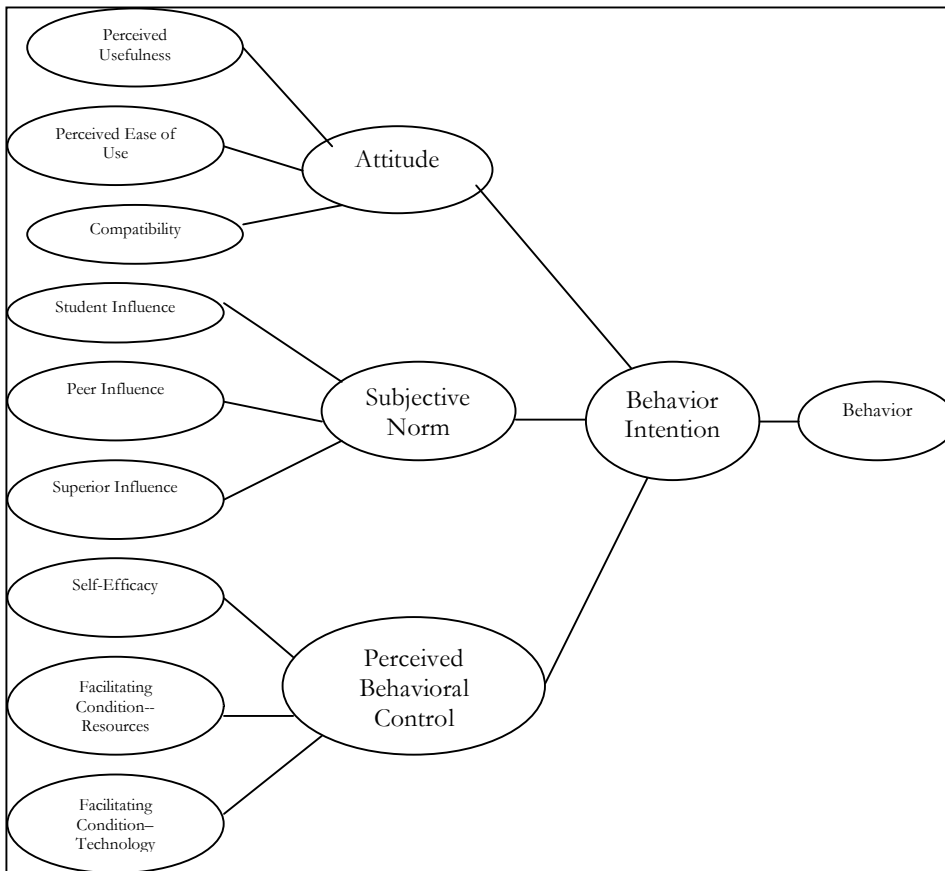 Perceived
Usefulness
Perceived Ease of
Use
Compatibility
Attitude
Student Influence
Peer Influence
Superior Influence
Subjective
Norm
Self-Efficacy
Facilitating
Condition--
Resources
Facilitating
Condition–
Technology
Perceived
Behavioral
Control
Behavior
Intention
Behavior